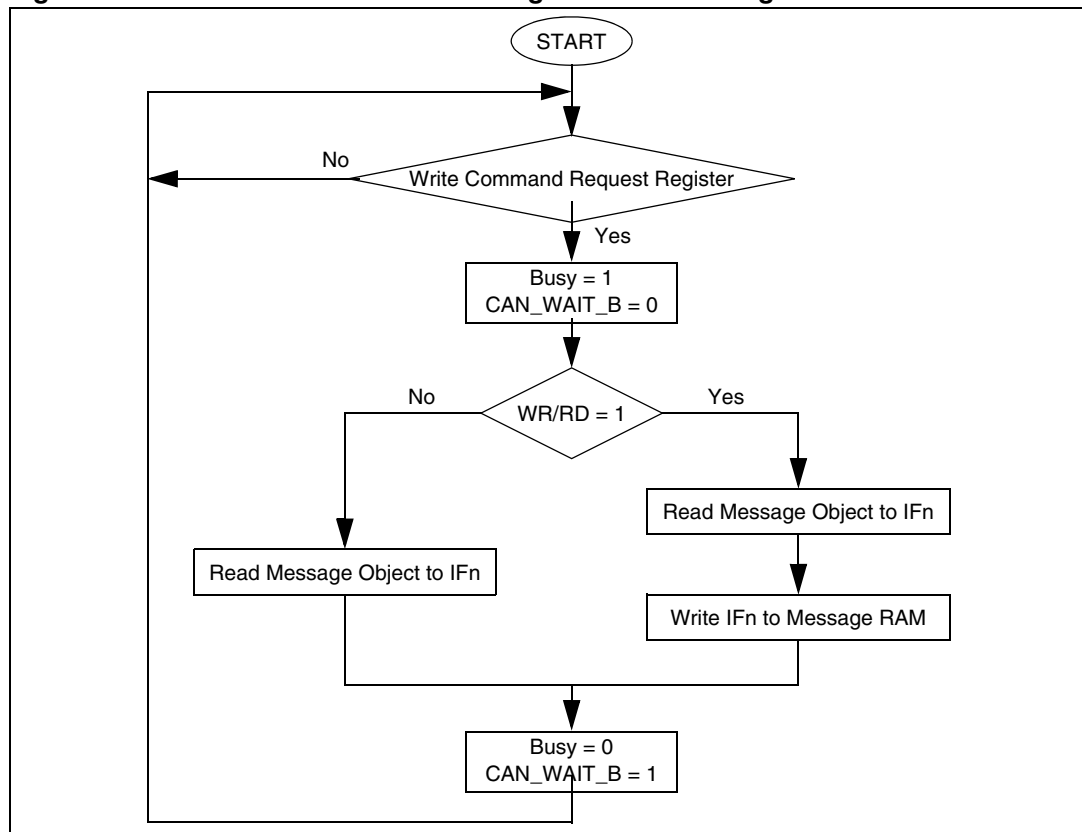 START
No
Write Command Request Register
Yes
Busy = 1
CAN_WAIT_B = 0
No
Yes
WR/RD = 1
Read Message Object to IFn
Read Message Object to IFn
Write IFn to Message RAM
Busy = 0
CAN_WAIT_B = 1